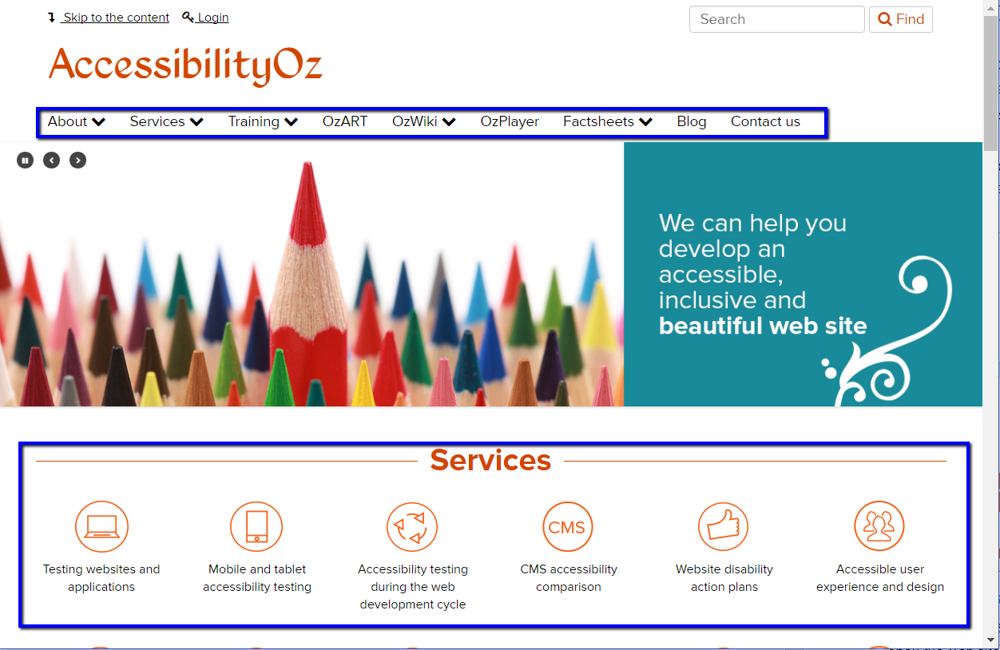 Skip to the content Login Search Find
AccessibilityOz
About Services Training OzART OzWiki OzPlayer Factsheets Blog Contact us
We can help you
develop an
accessible,
inclusive and
beautiful web site
Services
CMS
Testing websites and
applications
Mobile and tablet
accessibility testing
Accessibility testing
during the web
development cycle
CMS accessibility
comparison
Website disability
action plans
Accessible user
experience and design